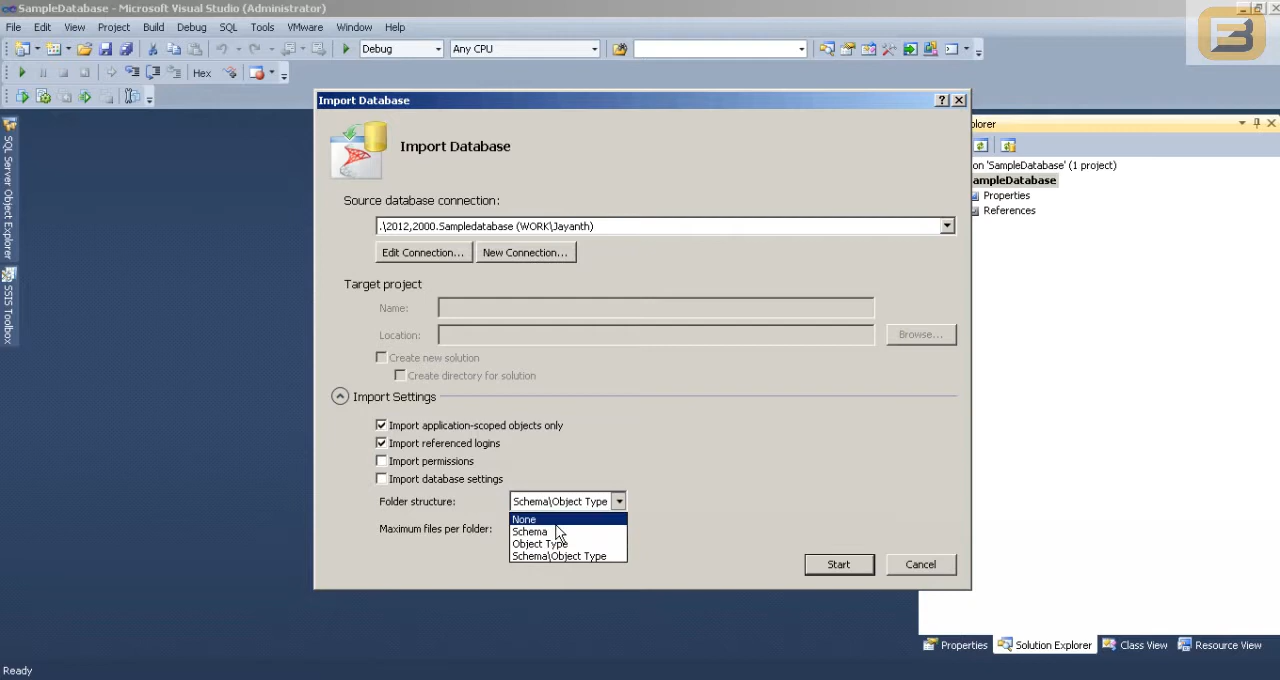 SampleDatabase - Microsoft Visual Studio (Administrator)
File Edit View Project Build Debug SQL Tools VMware Window Help
Debug Any CPU
Hex
SQL Server Object Explorer
SSIS Toolbox
Import Database
Import Database
Source database connection:
.\2012,2000.Sampledatabase (WORK\Jayanth)
Edit Connection... New Connection...
Target project
Name:
Location: Browse...
Create new solution
Create directory for solution
Import Settings
Import application-scoped objects only
Import referenced logins
Import permissions
Import database settings
Folder structure: Schema\Object Type
None
Schema
Object Type
Schema\Object Type
Maximum files per folder:
Start Cancel
plorer
on 'SampleDatabase' (1 project)
ampleDatabase
Properties
References
Properties Solution Explorer Class View Resource View
Ready